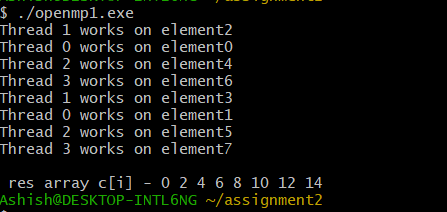 $ ./openmp1.exe
Thread 1 works on element2
Thread 0 works on element0
Thread 2 works on element4
Thread 3 works on element6
Thread 1 works on element3
Thread 0 works on element1
Thread 2 works on element5
Thread 3 works on element7
res array c[i] - 0 2 4 6 8 10 12 14
Ashish@DESKTOP-INTL6NG ~/assignment2